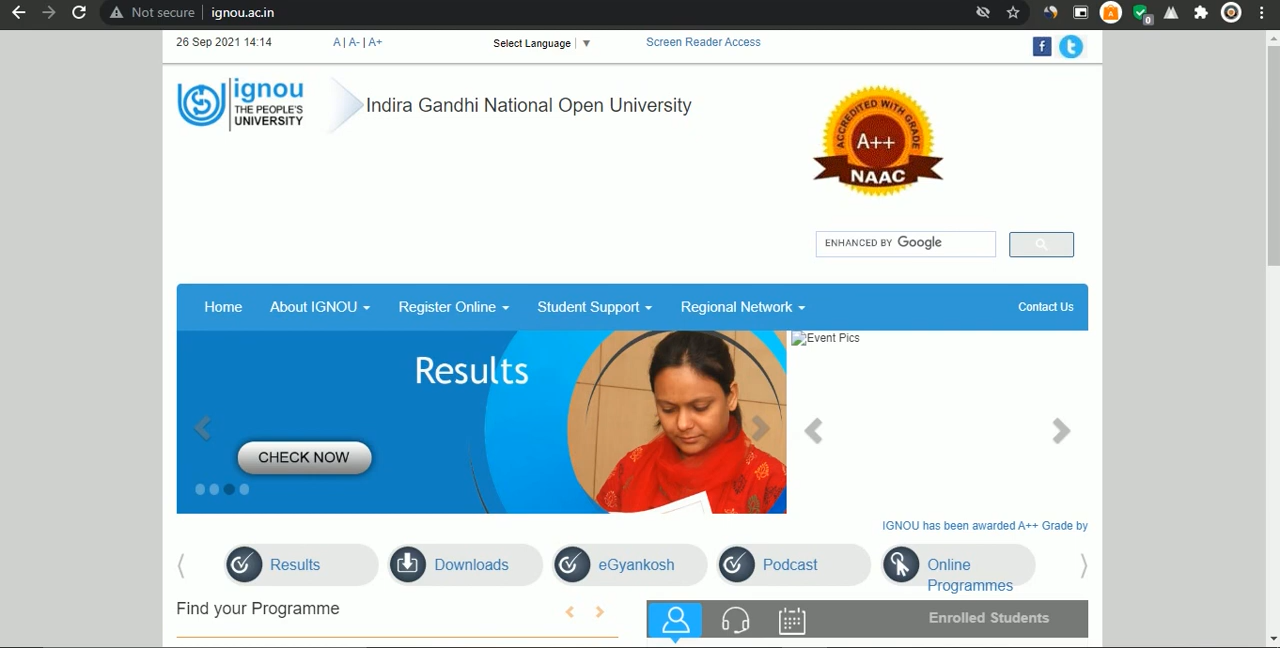 Not secure | ignou.ac.in
26 Sep 2021 14:14
A | A- | A+
Select Language ▼
Screen Reader Access
ignou
THE PEOPLE'S
UNIVERSITY
Indira Gandhi National Open University
ACCREDITED WITH GRADE
A++
NAAC
ENHANCED BY Google
Home
About IGNOU
Register Online
Student Support
Regional Network
Contact Us
Results
CHECK NOW
Event Pics
IGNOU has been awarded A++ Grade by
Results
Downloads
eGyankosh
Podcast
Online
Programmes
Find your Programme
Enrolled Students